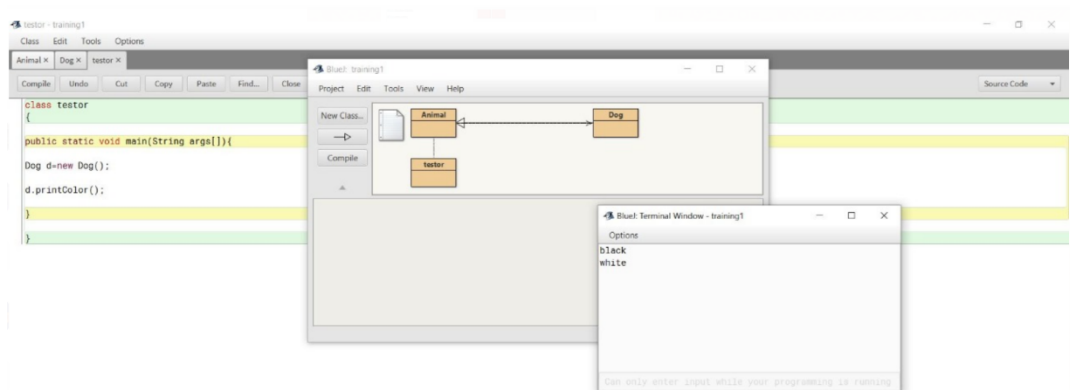 testor - training1
Class Edit Tools Options
Animal × Dog × testor ×
Compile Undo Cut Copy Paste Find... Close
Source Code
class testor
{
public static void main(String args[]){
Dog d=new Dog();
d.printColor();
}
}
BlueJ: training1
Project Edit Tools View Help
New Class...
Compile
Animal
Dog
testor
BlueJ: Terminal Window - training1
Options
black
white
Can only enter input while your programming is running